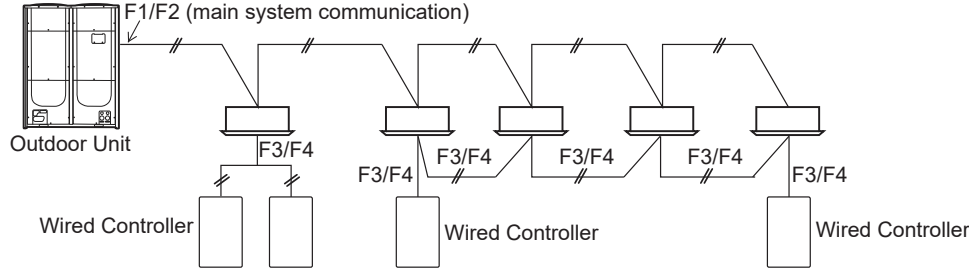 F1/F2 (main system communication)
Outdoor Unit
F3/F4
F3/F4
F3/F4
F3/F4
F3/F4
F3/F4
Wired Controller
Wired Controller
Wired Controller